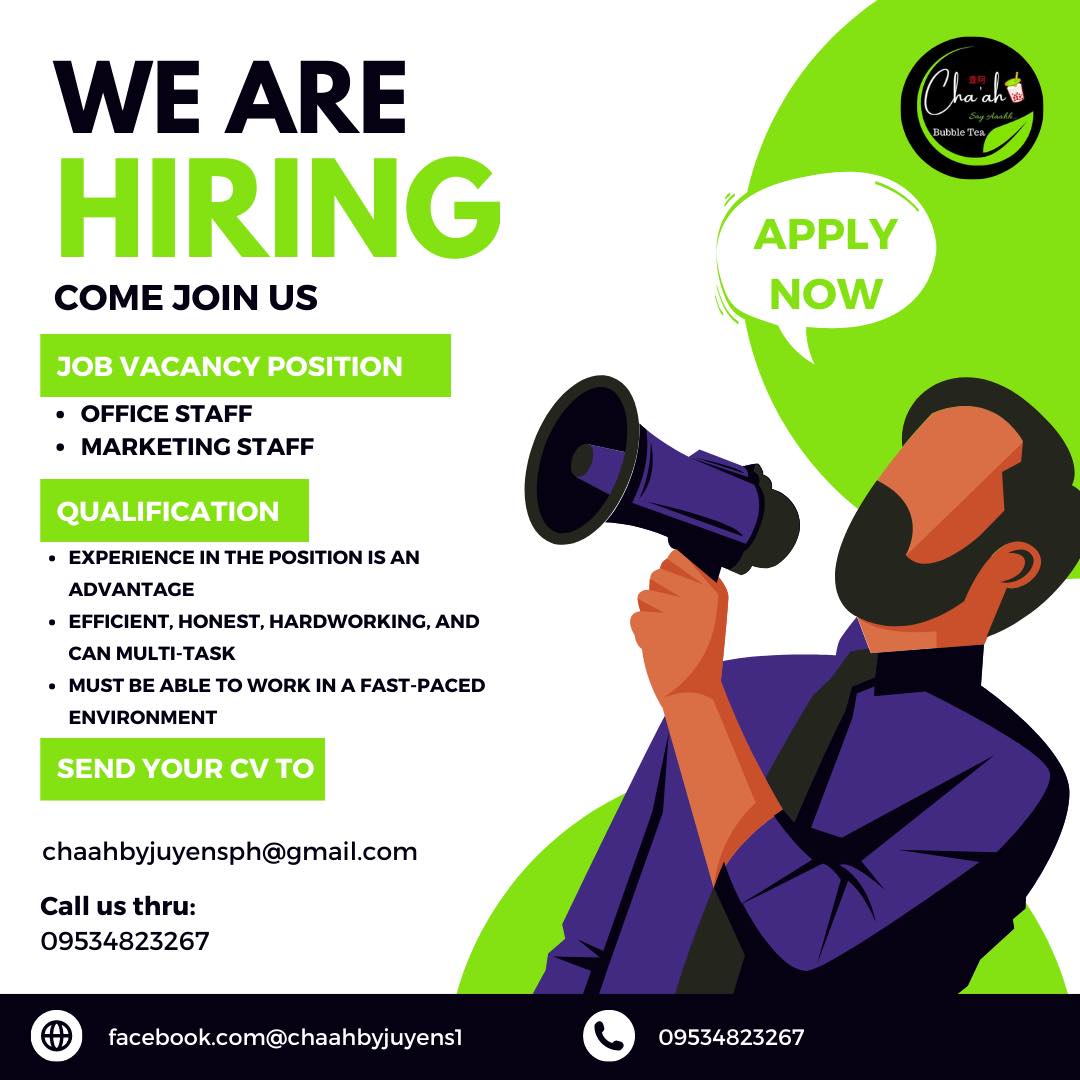 WE ARE
HIRING
COME JOIN US
JOB VACANCY POSITION
• OFFICE STAFF
• MARKETING STAFF
QUALIFICATION
• EXPERIENCE IN THE POSITION IS AN
ADVANTAGE
• EFFICIENT, HONEST, HARDWORKING, AND
CAN MULTI-TASK
• MUST BE ABLE TO WORK IN A FAST-PACED
ENVIRONMENT
SEND YOUR CV TO
chaahbyjuyensph@gmail.com
Call us thru:
09534823267
APPLY
NOW
Cha'ah
Say Aaahh
Bubble Tea
facebook.com@chaahbyjuyens1
09534823267